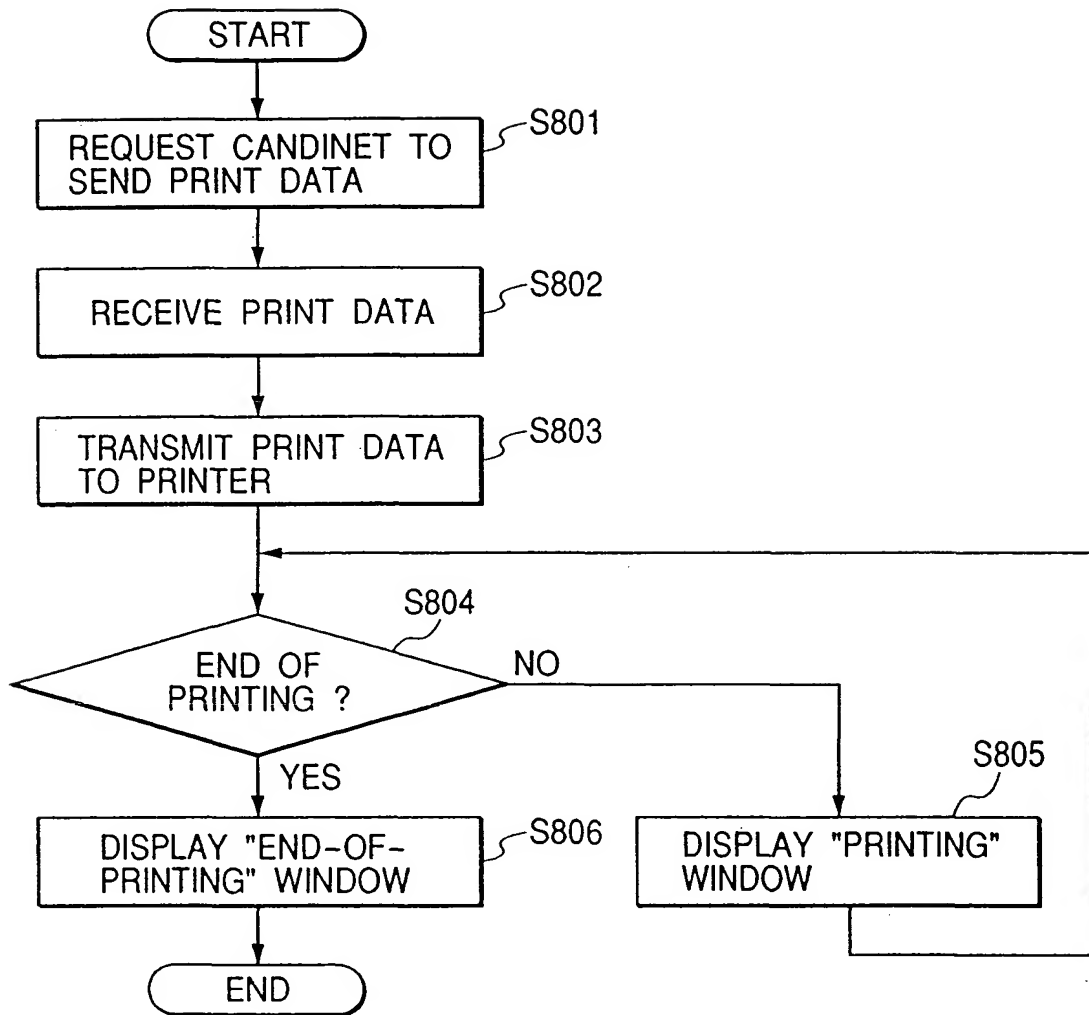 START
S801
REQUEST CANDINET TO
SEND PRINT DATA
S802
RECEIVE PRINT DATA
S803
TRANSMIT PRINT DATA
TO PRINTER
S804
END OF
PRINTING ?
NO
YES
S805
S806
DISPLAY "END-OF-
PRINTING" WINDOW
DISPLAY "PRINTING"
WINDOW
END